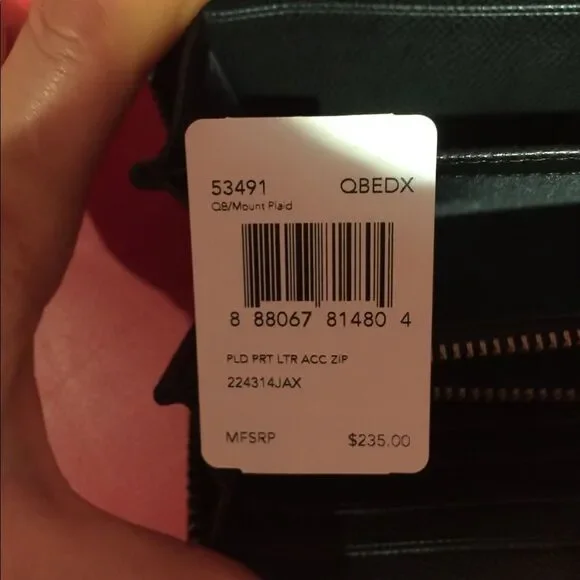 53491 QBEDX
QB/Mount Plaid
8 88067 81480 4
PLD PRT LTR ACC ZIP
224314JAX
MFSRP $235.00